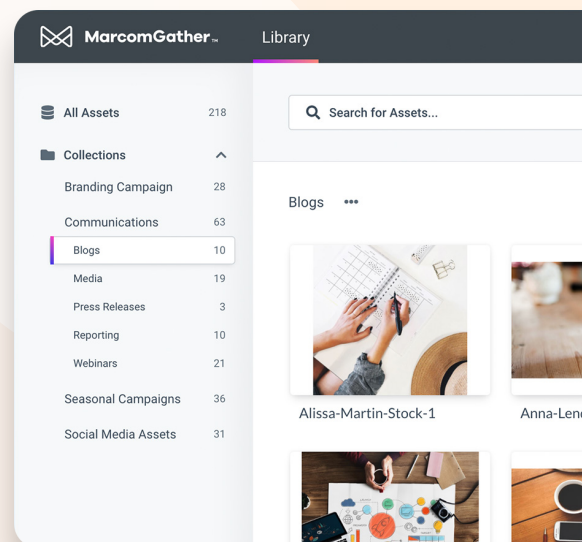 MarcomGather™
Library
All Assets 218
Search for Assets...
Collections
Branding Campaign 28
Blogs •••
Communications 63
Blogs 10
Media 19
Press Releases 3
Reporting 10
Webinars 21
Seasonal Campaigns 36
Alissa-Martin-Stock-1
Social Media Assets 31